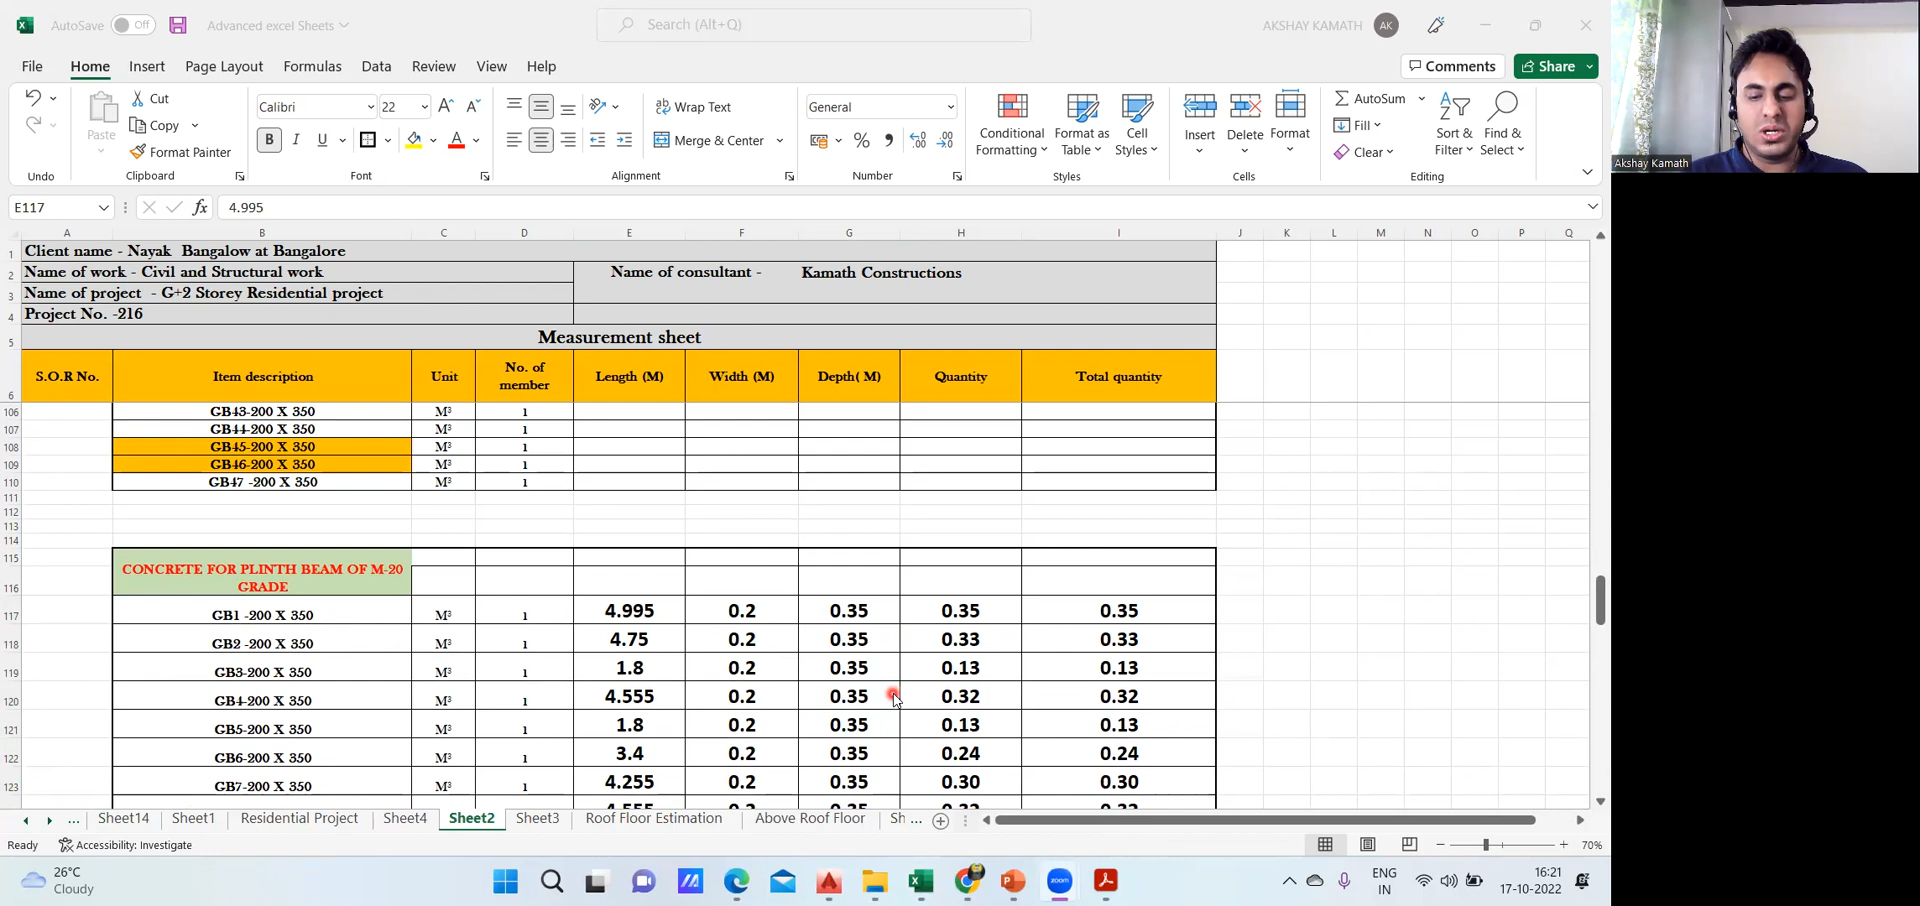 AutoSave Off Advanced excel Sheets Search (Alt+Q) AKSHAY KAMATH AK
File Home Insert Page Layout Formulas Data Review View Help Comments Share
Paste Cut Copy Format Painter
Calibri 22 A A
B I U A
Wrap Text
Merge & Center
General
% 9
Conditional Formatting Format as Table Cell Styles
Insert Delete Format
AutoSum
Fill
Clear
Sort & Filter Find & Select
Undo Clipboard Font Alignment Number Styles Cells Editing
Akshay Kamath
E117 fx 4.995
A B C D E F G H I J K L M N O P Q
1 Client name - Nayak Bangalow at Bangalore
2 Name of work - Civil and Structural work Name of consultant - Kamath Constructions
3 Name of project - G+2 Storey Residential project
4 Project No. -216
5 Measurement sheet
6 S.O.R No. Item description Unit No. of member Length (M) Width (M) Depth( M) Quantity Total quantity
106 GB43-200 X 350 M³ 1
107 GB44-200 X 350 M³ 1
108 GB45-200 X 350 M³ 1
109 GB46-200 X 350 M³ 1
110 GB47 -200 X 350 M³ 1
111
112
113
114
115
116 CONCRETE FOR PLINTH BEAM OF M-20 GRADE
117 GB1 -200 X 350 M³ 1 4.995 0.2 0.35 0.35 0.35
118 GB2 -200 X 350 M³ 1 4.75 0.2 0.35 0.33 0.33
119 GB3-200 X 350 M³ 1 1.8 0.2 0.35 0.13 0.13
120 GB4-200 X 350 M³ 1 4.555 0.2 0.35 0.32 0.32
121 GB5-200 X 350 M³ 1 1.8 0.2 0.35 0.13 0.13
122 GB6-200 X 350 M³ 1 3.4 0.2 0.35 0.24 0.24
123 GB7-200 X 350 M³ 1 4.255 0.2 0.35 0.30 0.30
... Sheet14 Sheet1 Residential Project Sheet4 Sheet2 Sheet3 Roof Floor Estimation Above Roof Floor Sh ...
Ready Accessibility: Investigate 70%
26°C
Cloudy
zoom
ENG
IN
16:21
17-10-2022